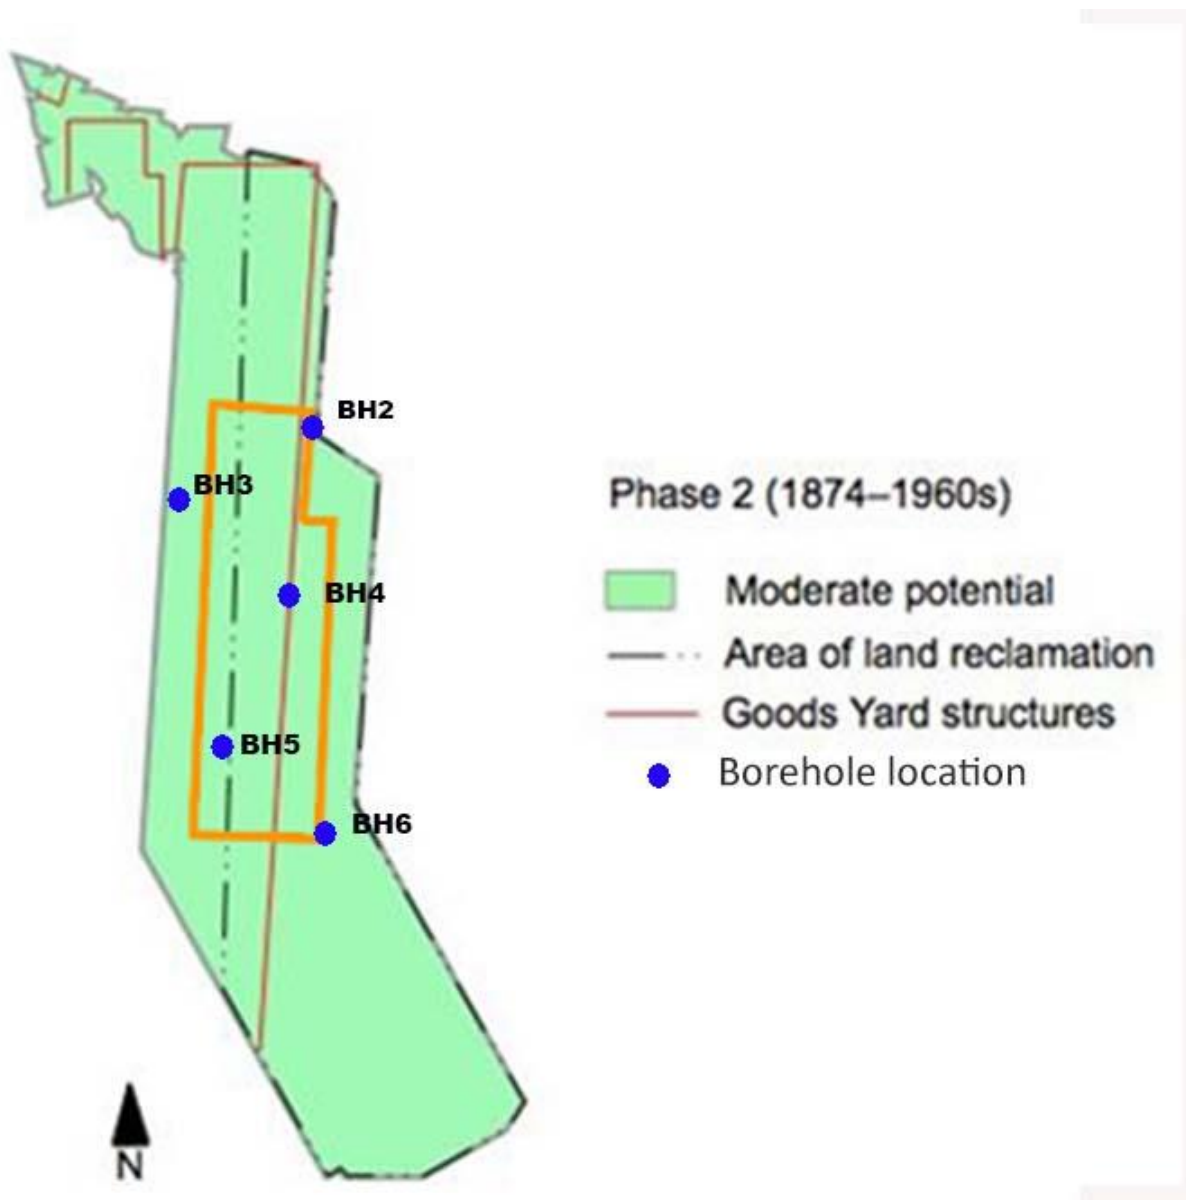 BH2
BH3
BH4
BH5
BH6
N
Phase 2 (1874–1960s)
Moderate potential
Area of land reclamation
Goods Yard structures
Borehole location